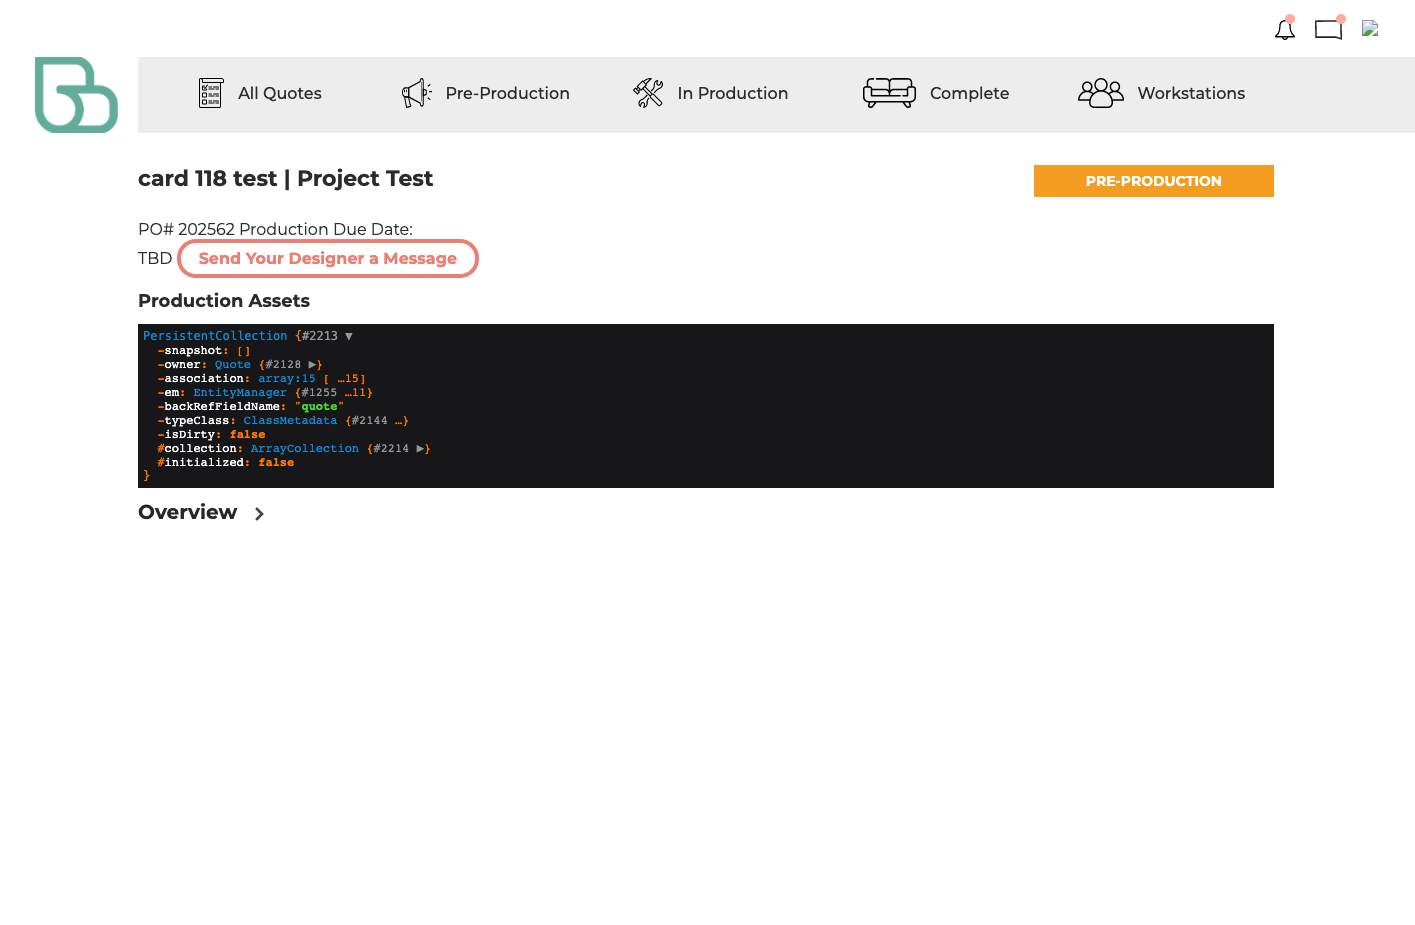 All Quotes
Pre-Production
In Production
Complete
Workstations
card 118 test | Project Test
PRE-PRODUCTION
PO# 202562 Production Due Date:
TBD Send Your Designer a Message
Production Assets
PersistentCollection {#2213 ▼
-snapshot: []
-owner: Quote {#2128 ▶}
-association: array:15 [ …15]
-em: EntityManager {#1255 …11}
-backRefFieldName: "quote"
-typeClass: ClassMetadata {#2144 …}
-isDirty: false
#collection: ArrayCollection {#2214 ▶}
#initialized: false
}
Overview